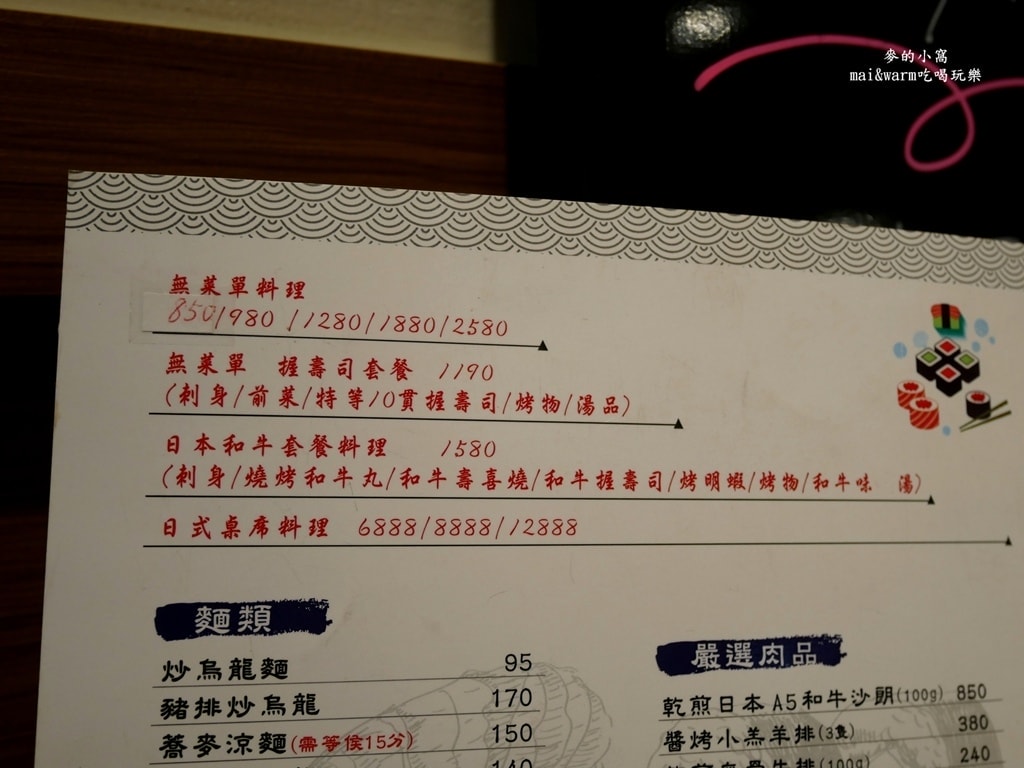 麥的小窩
mai&warm吃喝玩樂
無菜單料理
850/980 /1280/1880/2580
無菜單 握壽司套餐 1190
(刺身/前菜/特等10貫握壽司/烤物/湯品)
日本和牛套餐料理 1580
(刺身/燒烤和牛丸/和牛壽喜燒/和牛握壽司/烤明蝦/烤物/和牛味 湯)
日式桌席料理 6888/8888/12888
麵類
炒烏龍麵 95
豬排炒烏龍 170
蕎麥涼麵(需等侯15分) 150
140
嚴選肉品
乾煎日本A5和牛沙朗(100g) 850
醬烤小羔羊排(3隻) 380
牛排(100g) 240